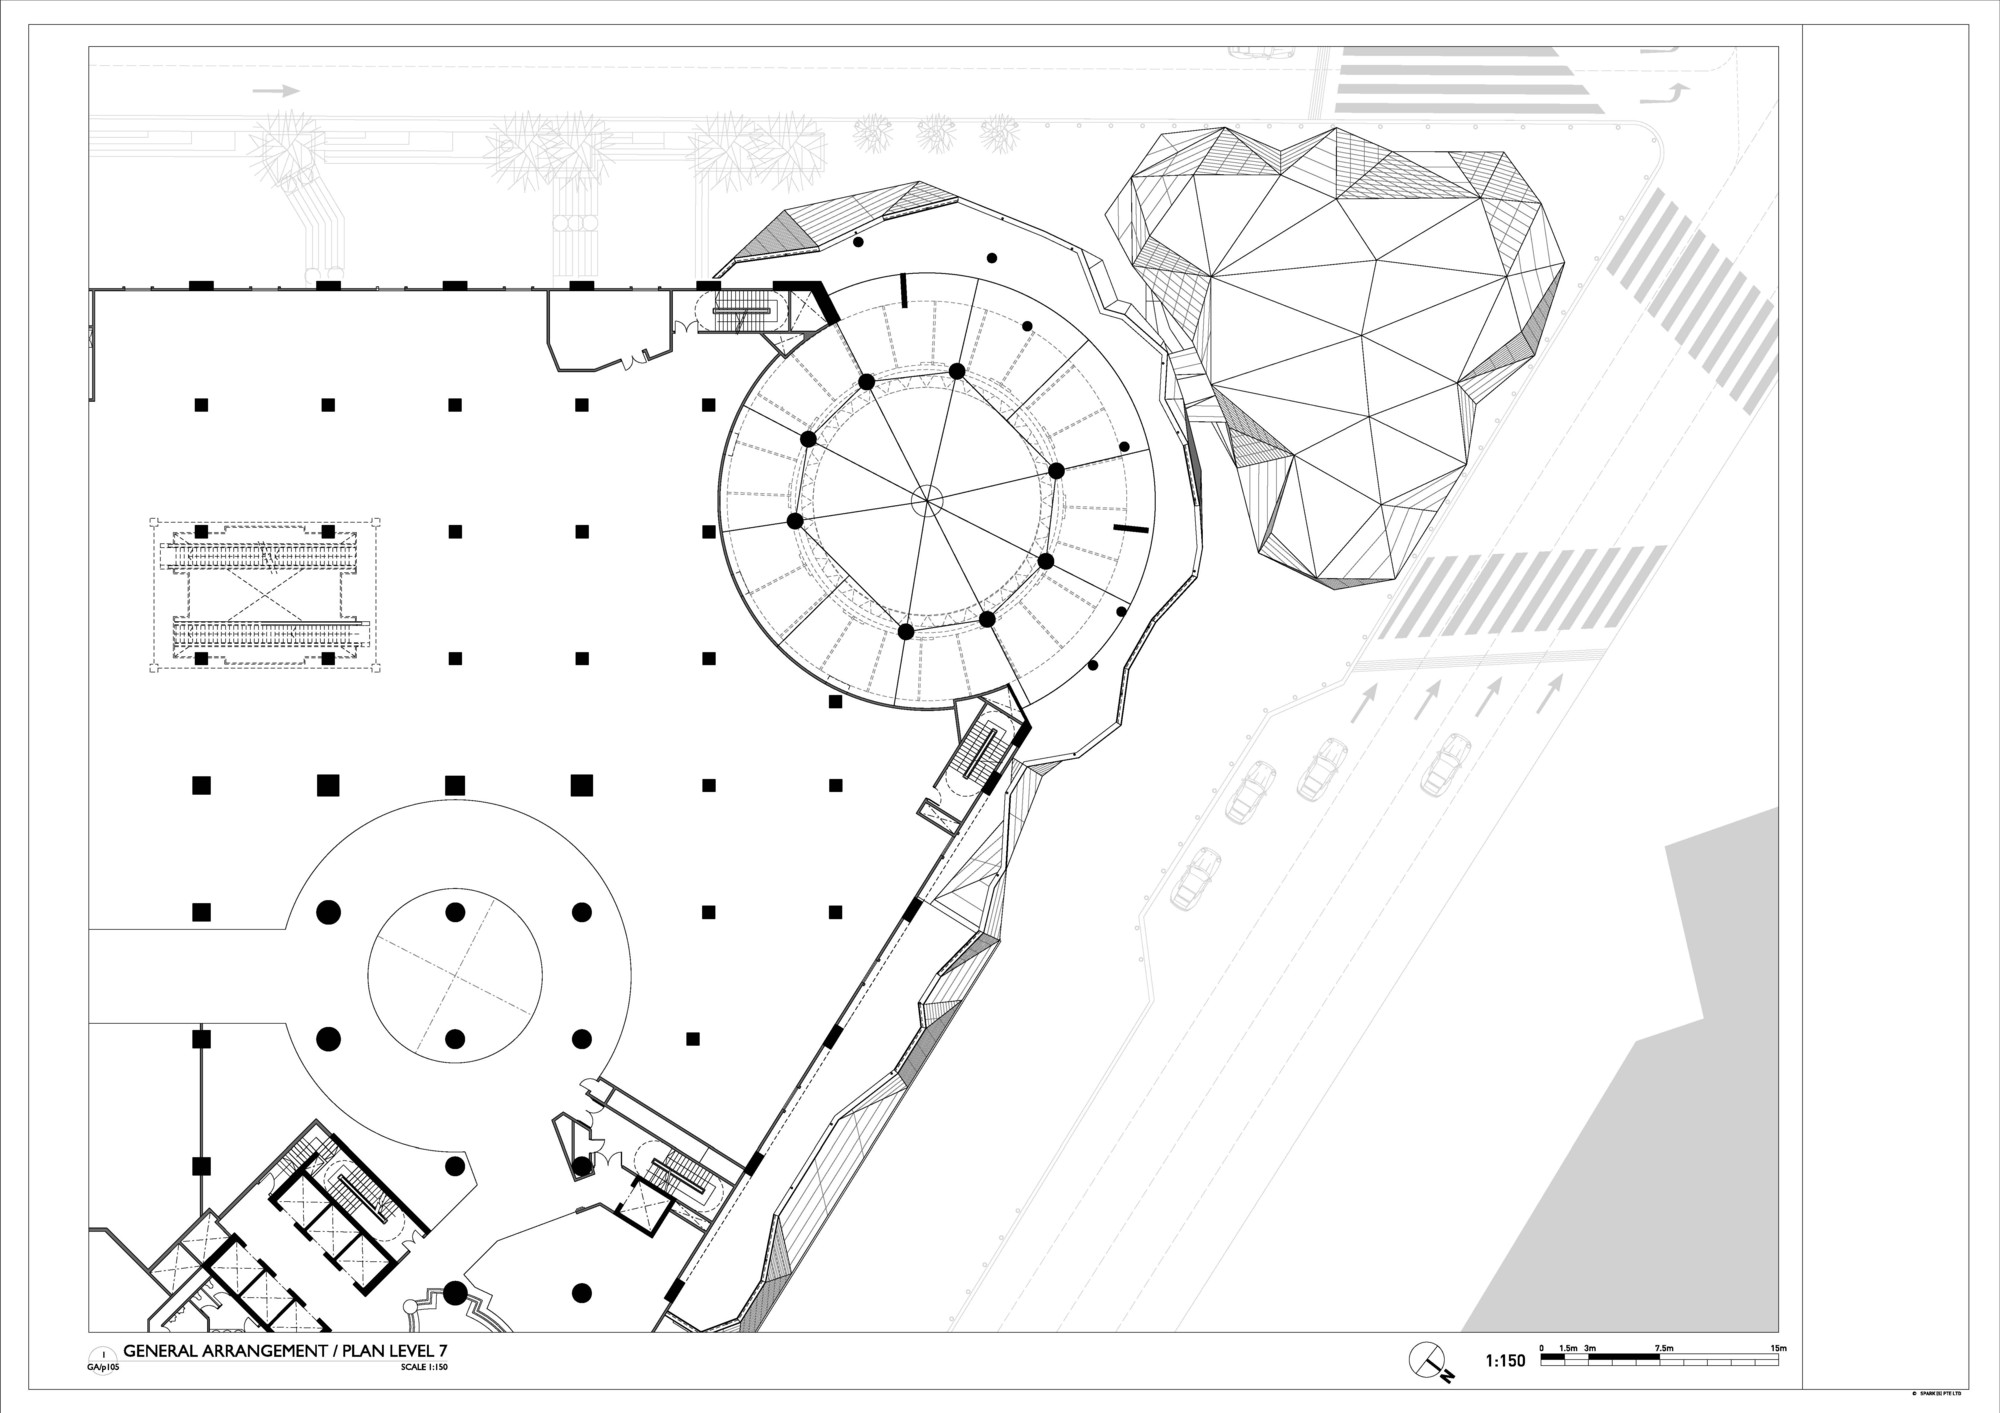 1
GENERAL ARRANGEMENT / PLAN LEVEL 7
GA/p105
SCALE 1:150
N
1:150
0 1.5m 3m 7.5m 15m
© SPARK [S] PTE LTD